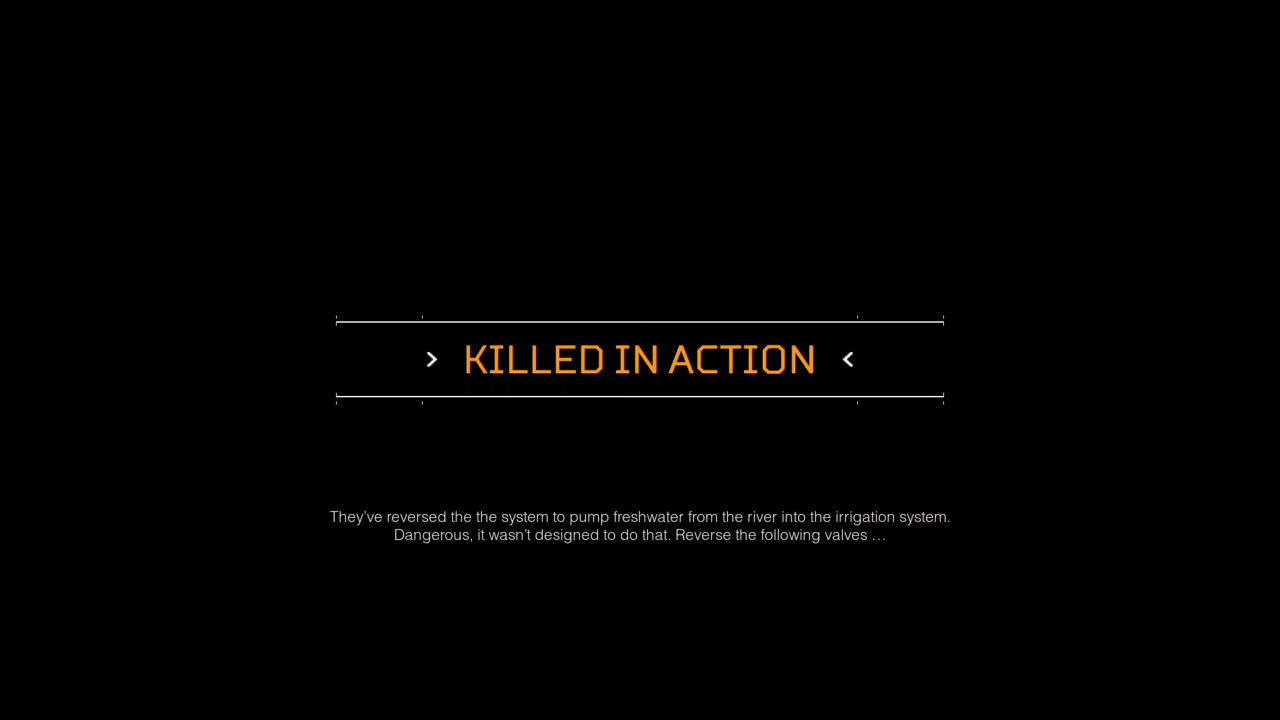 KILLED IN ACTION
They've reversed the the system to pump freshwater from the river into the irrigation system.
Dangerous, it wasn't designed to do that. Reverse the following valves …